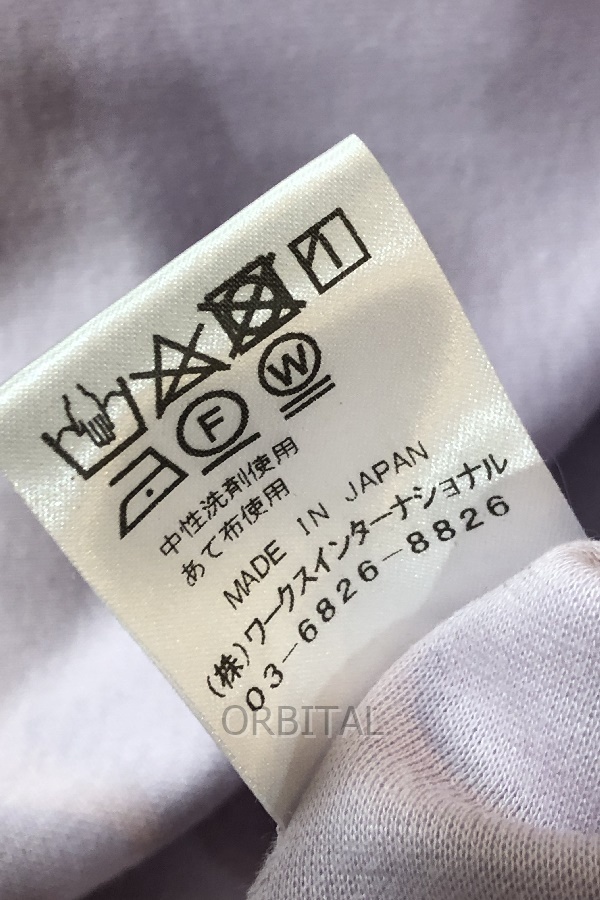 F W
中性洗剤使用
あて布使用
MADE IN JAPAN
(株)ワークスインターナショナル
03-6826-8826
ORBITAL